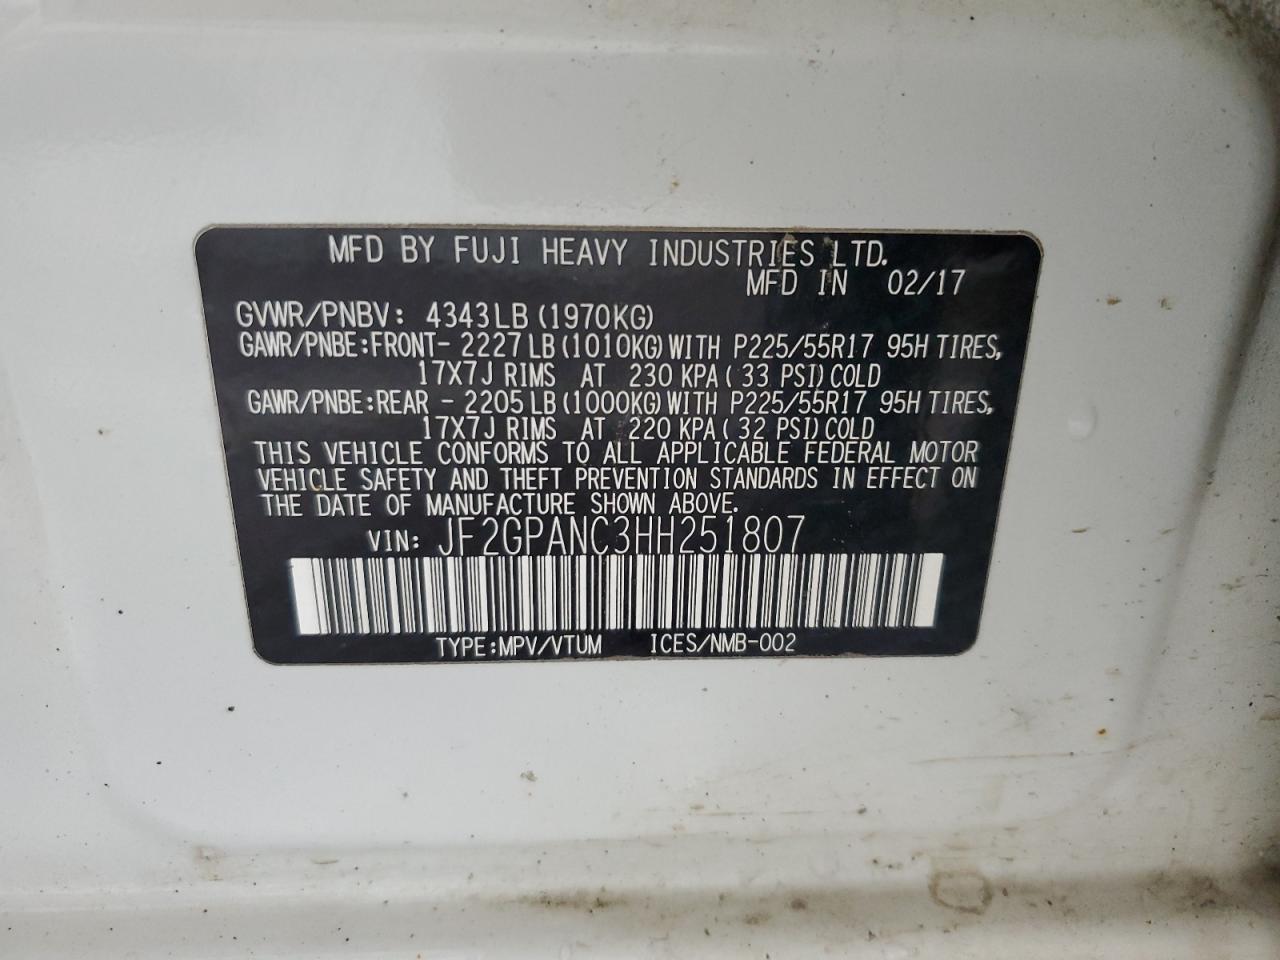 MFD BY FUJI HEAVY INDUSTRIES LTD.
MFD IN 02/17
GVWR/PNBV: 4343LB(1970KG)
GAWR/PNBE:FRONT- 2227LB(1010KG)WITH P225/55R17 95H TIRES,
17X7J RIMS AT 230 KPA( 33 PSI)COLD
GAWR/PNBE:REAR - 2205LB(1000KG)WITH P225/55R17 95H TIRES,
17X7J RIMS AT 220 KPA( 32 PSI)COLD
THIS VEHICLE CONFORMS TO ALL APPLICABLE FEDERAL MOTOR
VEHICLE SAFETY AND THEFT PREVENTION STANDARDS IN EFFECT ON
THE DATE OF MANUFACTURE SHOWN ABOVE.
VIN: JF2GPANC3HH251807
TYPE:MPV/VTUM ICES/NMB-002